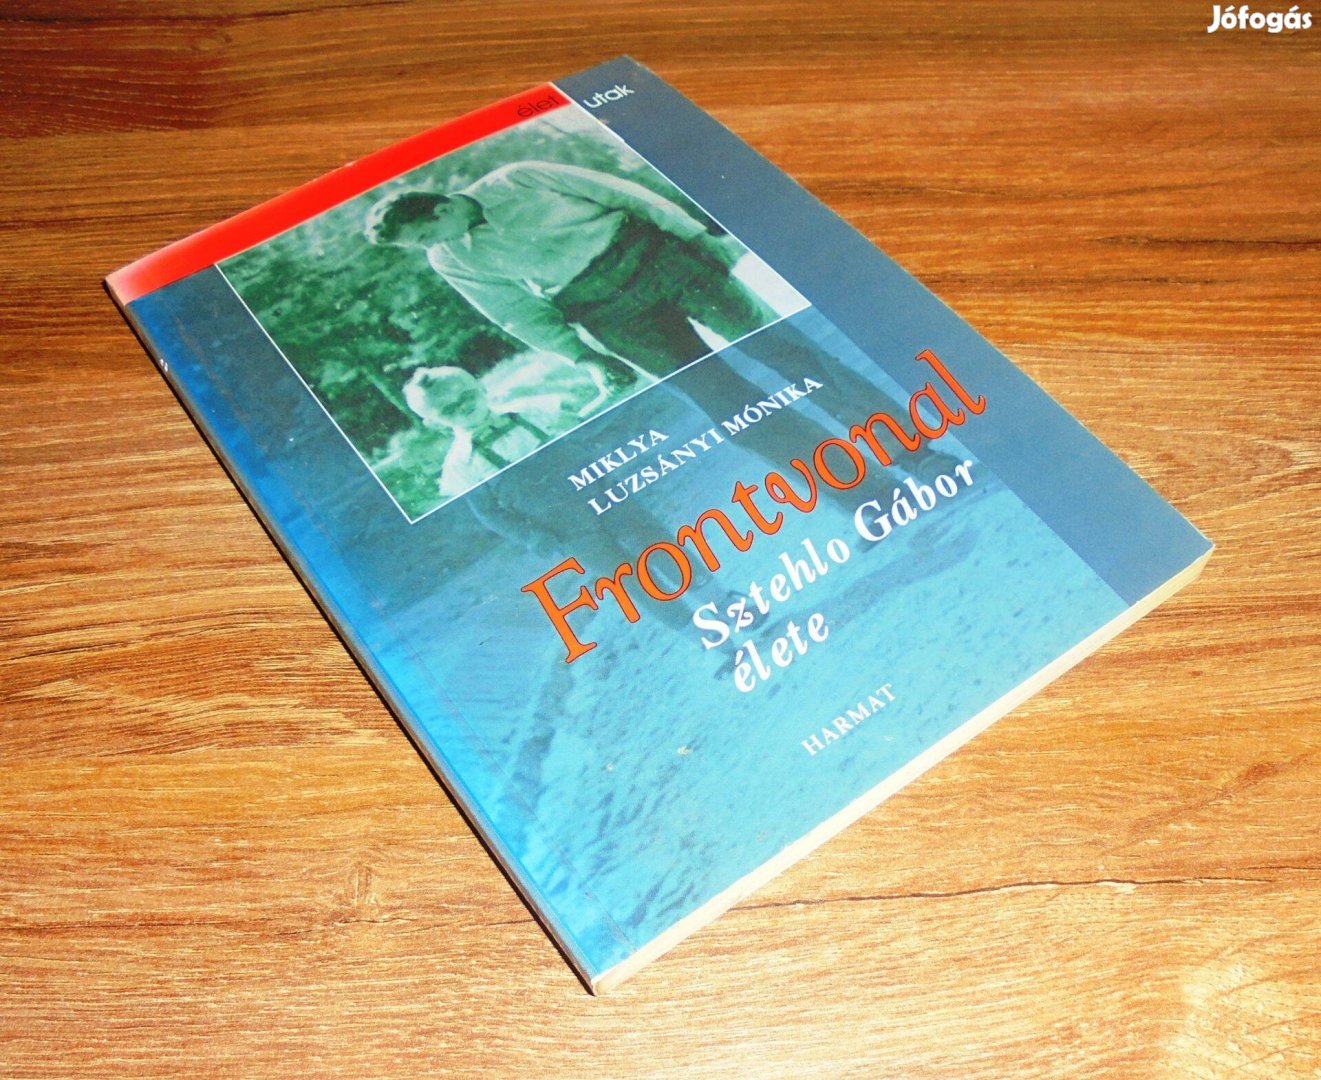 Jófogás
élet utak
MIKLYA
LUZSÁNYI MÓNIKA
Frontvonal
Sztehlo Gábor
élete
HARMAT